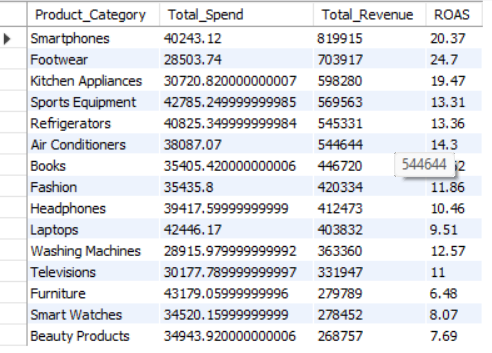 Product_Category Total_Spend Total_Revenue ROAS
Smartphones 40243.12 819915 20.37
Footwear 28503.74 703917 24.7
Kitchen Appliances 30720.820000000007 598280 19.47
Sports Equipment 42785.249999999985 569563 13.31
Refrigerators 40825.349999999984 545331 13.36
Air Conditioners 38087.07 544644 14.3
Books 35405.420000000006 446720 544644
Fashion 35435.8 420334 11.86
Headphones 39417.59999999999 412473 10.46
Laptops 42446.17 403832 9.51
Washing Machines 28915.979999999992 363360 12.57
Televisions 30177.789999999997 331947 11
Furniture 43179.05999999996 279789 6.48
Smart Watches 34520.15999999999 278452 8.07
Beauty Products 34943.920000000006 268757 7.69